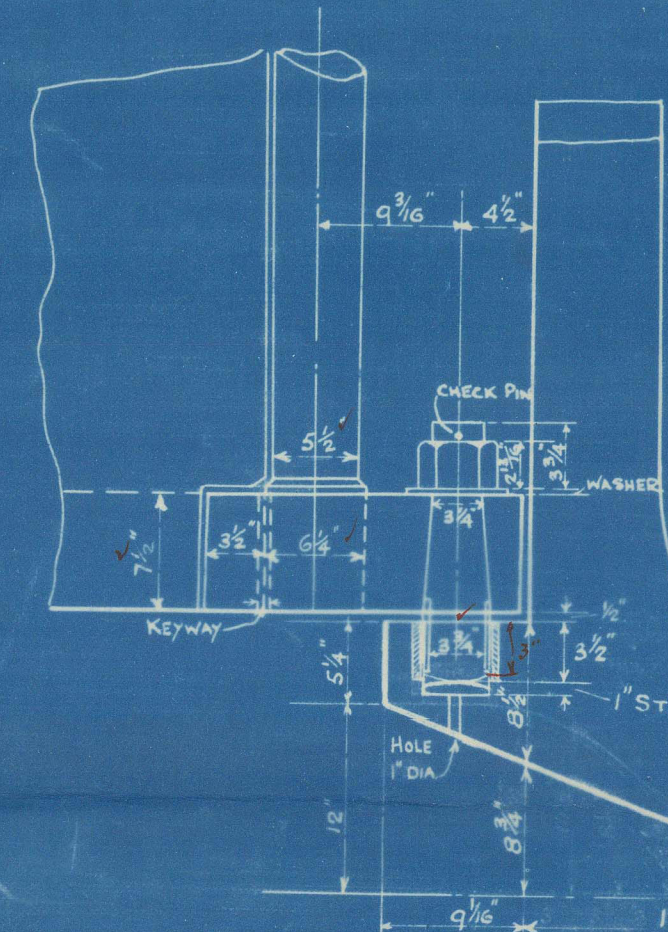 9 3/16" 4 1/2"
CHECK PIN
5 1/2"
2 13/16"
3 3/4"
WASHER
3 1/4"
7 1/2"
3 1/2" 6 1/4"
KEYWAY
1/2"
3 3/4"
3"
3 1/2"
5 1/4"
8 1/2"
1" ST
HOLE
1" DIA
12"
8 3/4"
9 1/16"
1